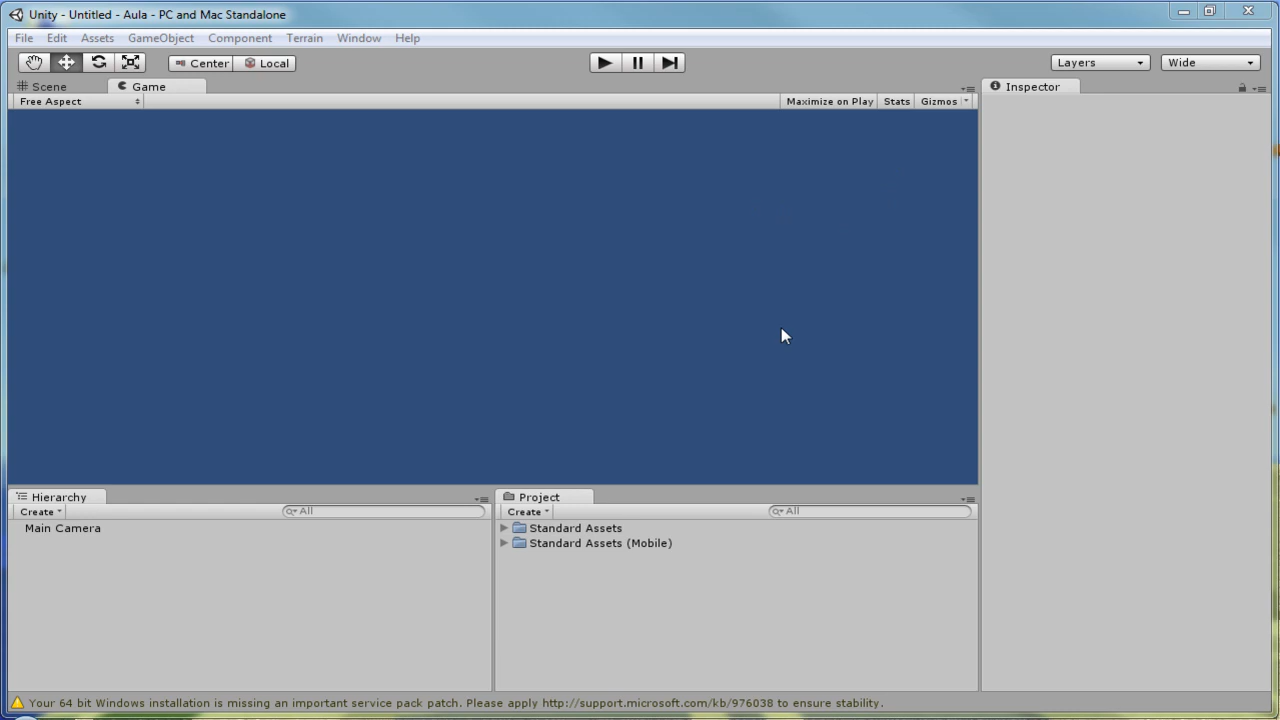 Unity - Untitled - Aula - PC and Mac Standalone
File Edit Assets GameObject Component Terrain Window Help
Center Local Layers Wide
Scene Game Inspector
Free Aspect Maximize on Play Stats Gizmos
Hierarchy Project
Create All Create All
Main Camera Standard Assets
Standard Assets (Mobile)
Your 64 bit Windows installation is missing an important service pack patch. Please apply http://support.microsoft.com/kb/976038 to ensure stability.